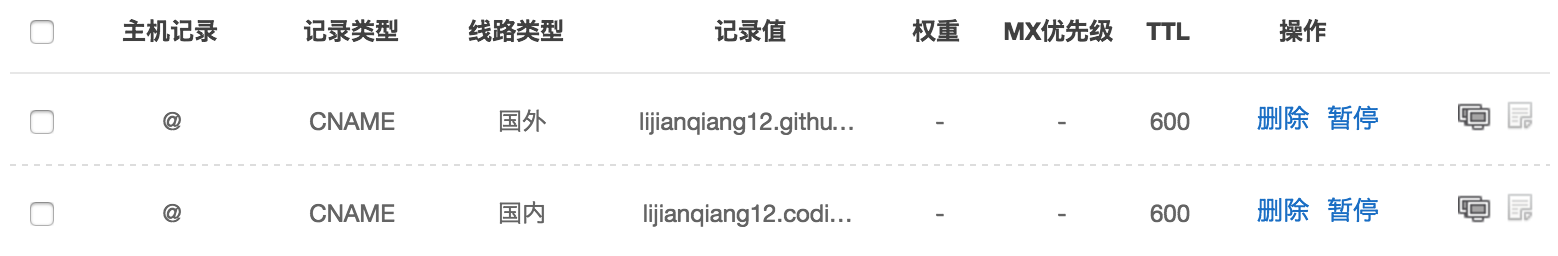 主机记录 记录类型 线路类型 记录值 权重 MX优先级 TTL 操作
@ CNAME 国外 lijianqiang12.githu... - - 600 删除 暂停
@ CNAME 国内 lijianqiang12.codi... - - 600 删除 暂停